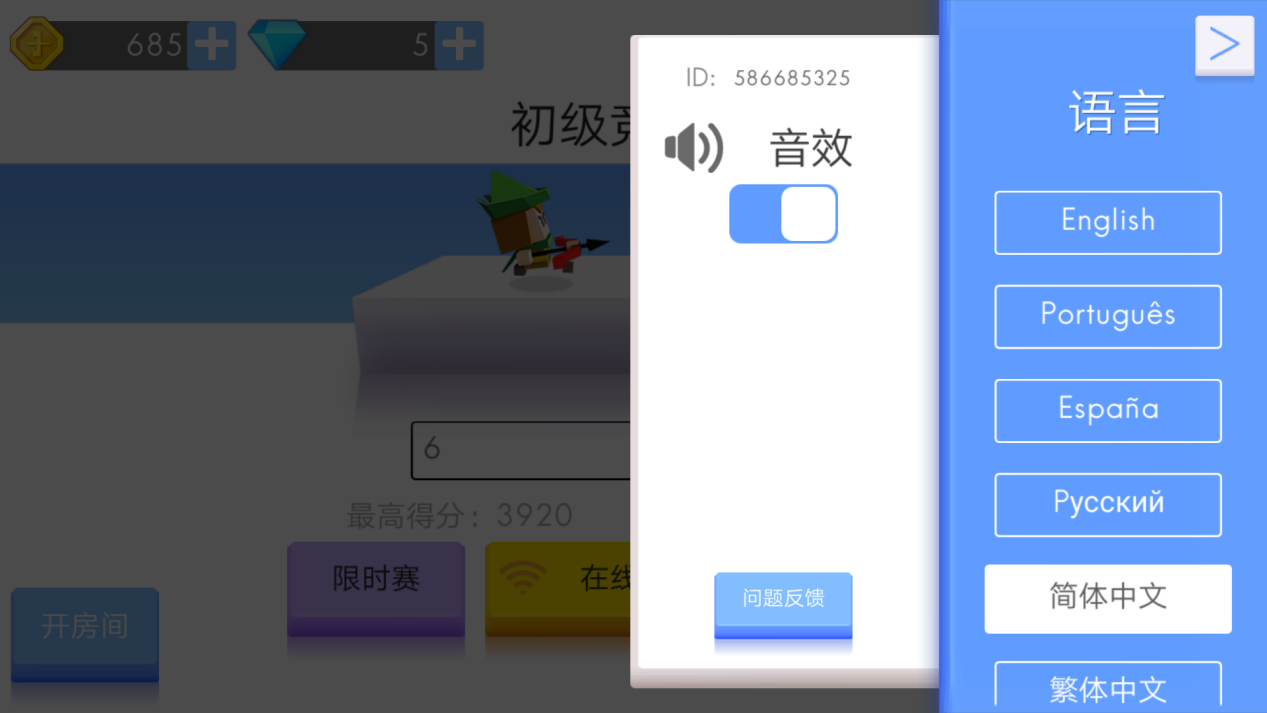 685
5
初级
ID: 586685325
音效
6
最高得分: 3920
限时赛
在线
开房间
问题反馈
>
语言
English
Português
España
Русский
简体中文
繁体中文